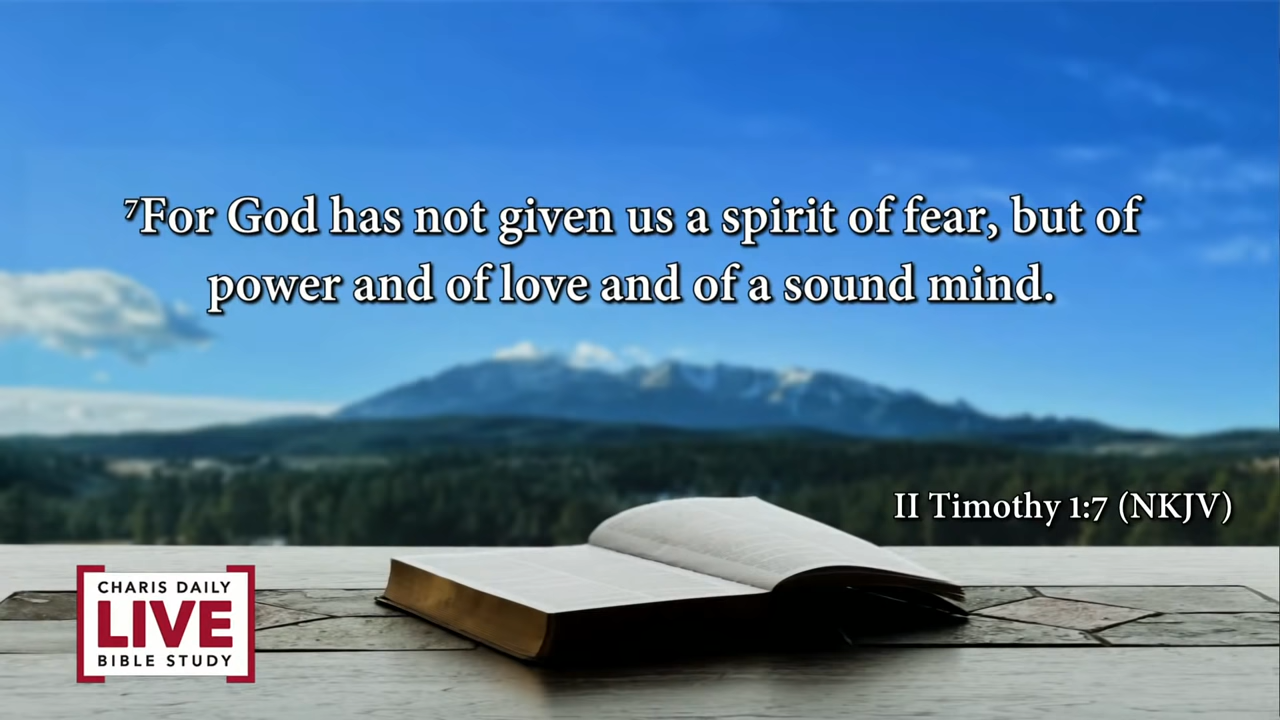 ⁷For God has not given us a spirit of fear, but of
power and of love and of a sound mind.
II Timothy 1:7 (NKJV)
CHARIS DAILY
LIVE
BIBLE STUDY